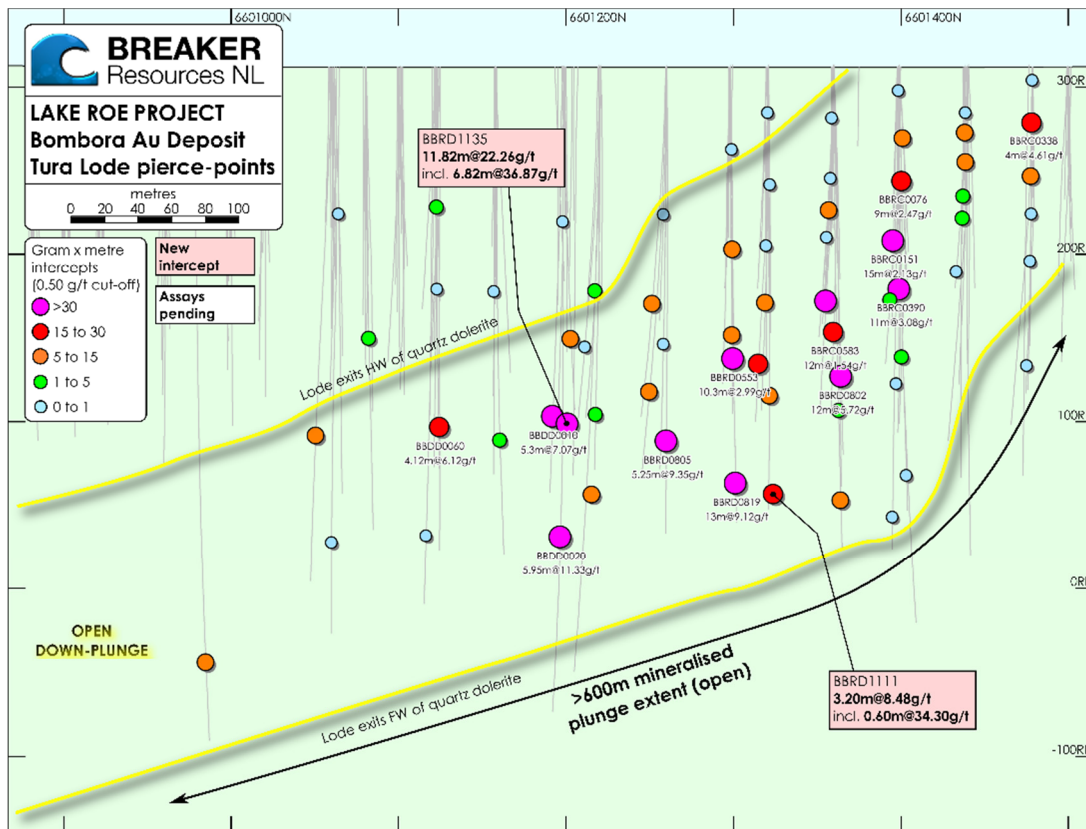 6601000N
6601200N
6601400N
BREAKER
Resources NL
LAKE ROE PROJECT
Bombora Au Deposit
Tura Lode pierce-points
metres
0 20 40 60 80 100
Gram x metre
intercepts
(0.50 g/t cut-off)
>30
15 to 30
5 to 15
1 to 5
0 to 1
New
intercept
Assays
pending
BBRD1135
11.82m@22.26g/t
incl. 6.82m@36.87g/t
300R
BBRC0338
4m@4.61g/t
BBRC0076
9m@2.47g/t
200R
BBRC0151
15m@2.13g/t
BBRC0390
11m@3.08g/t
Lode exits HW of quartz dolerite
BBRC0583
12m@1.54g/t
BBRD0553
10.3m@2.99g/t
BBRD0802
12m@5.72g/t
100R
BBDD0060
4.12m@6.12g/t
BBDD0010
5.3m@7.07g/t
BBRD0805
5.25m@9.35g/t
BBRD0819
13m@9.12g/t
BBDD0020
5.95m@11.33g/t
0R
OPEN
DOWN-PLUNGE
Lode exits FW of quartz dolerite
>600m mineralised
plunge extent (open)
BBRD1111
3.20m@8.48g/t
incl. 0.60m@34.30g/t
-100R